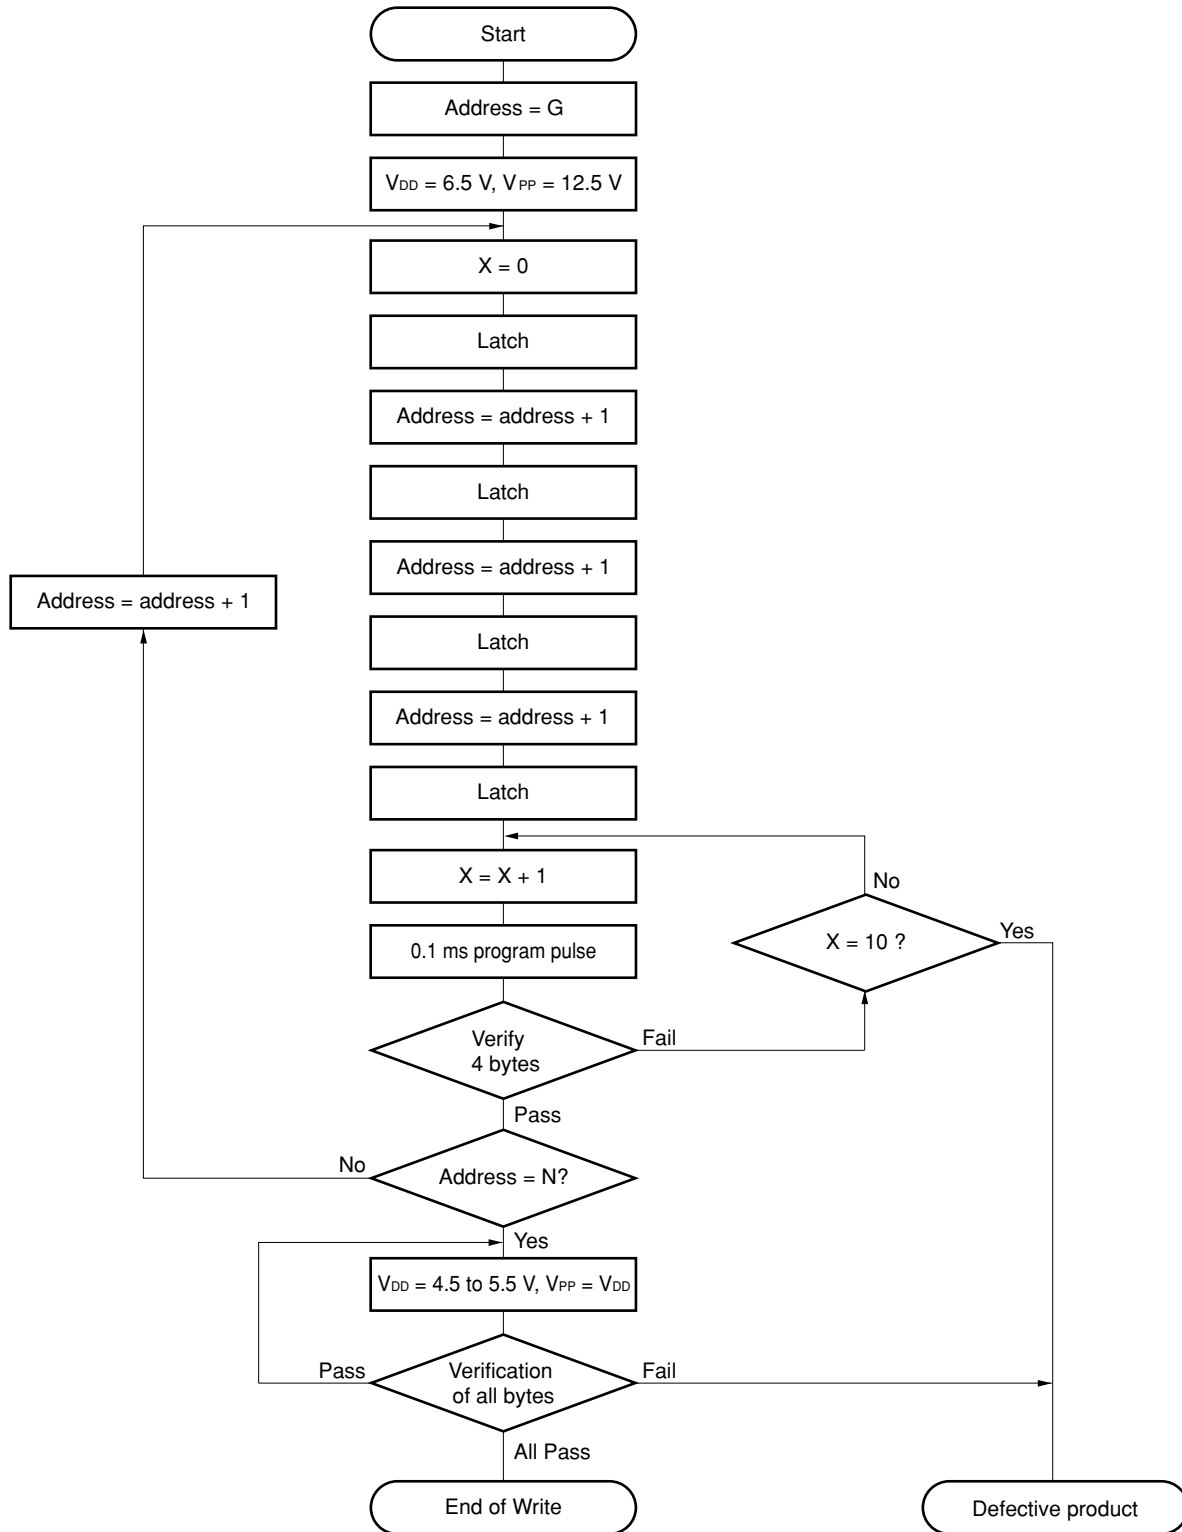 Start
Address = G
VDD = 6.5 V, VPP = 12.5 V
X = 0
Latch
Address = address + 1
Latch
Address = address + 1
Address = address + 1
Latch
Address = address + 1
Latch
X = X + 1
No
X = 10 ?
Yes
0.1 ms program pulse
Verify
4 bytes
Fail
Pass
No
Address = N?
Yes
VDD = 4.5 to 5.5 V, VPP = VDD
Pass
Verification
of all bytes
Fail
All Pass
End of Write
Defective product